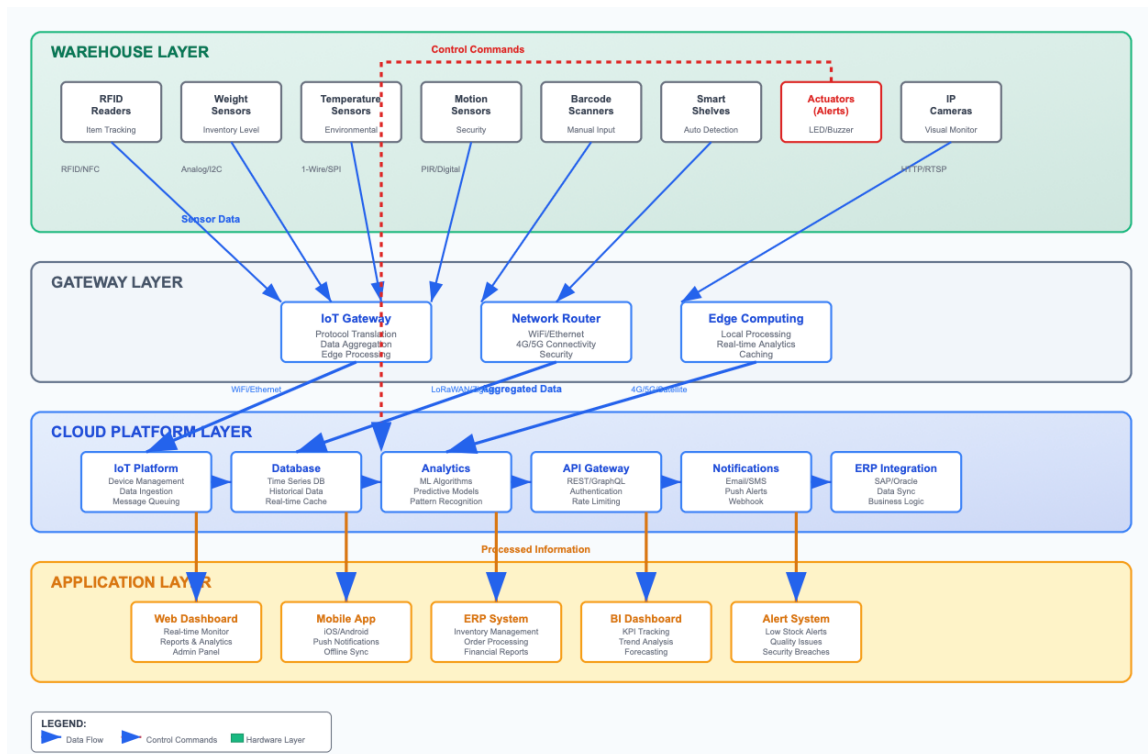 WAREHOUSE LAYER
Control Commands
RFID
Readers
Item Tracking
Weight
Sensors
Inventory Level
Temperature
Sensors
Environmental
Motion
Sensors
Security
Barcode
Scanners
Manual Input
Smart
Shelves
Auto Detection
Actuators
(Alerts)
LED/Buzzer
IP
Cameras
Visual Monitor
RFID/NFC
Analog/I2C
1-Wire/SPI
PIR/Digital
HTTP/RTSP
Sensor Data
GATEWAY LAYER
IoT Gateway
Protocol Translation
Data Aggregation
Edge Processing
Network Router
WiFi/Ethernet
4G/5G Connectivity
Security
Edge Computing
Local Processing
Real-time Analytics
Caching
WiFi/Ethernet
Aggregated Data
4G/5G/Satellite
CLOUD PLATFORM LAYER
IoT Platform
Device Management
Data Ingestion
Message Queuing
Database
Time Series DB
Historical Data
Real-time Cache
Analytics
ML Algorithms
Predictive Models
Pattern Recognition
API Gateway
REST/GraphQL
Authentication
Rate Limiting
Notifications
Email/SMS
Push Alerts
Webhook
ERP Integration
SAP/Oracle
Data Sync
Business Logic
Processed Information
APPLICATION LAYER
Web Dashboard
Real-time Monitor
Reports & Analytics
Admin Panel
Mobile App
iOS/Android
Push Notifications
Offline Sync
ERP System
Inventory Management
Order Processing
Financial Reports
BI Dashboard
KPI Tracking
Trend Analysis
Forecasting
Alert System
Low Stock Alerts
Quality Issues
Security Breaches
LEGEND:
Data Flow
Control Commands
Hardware Layer